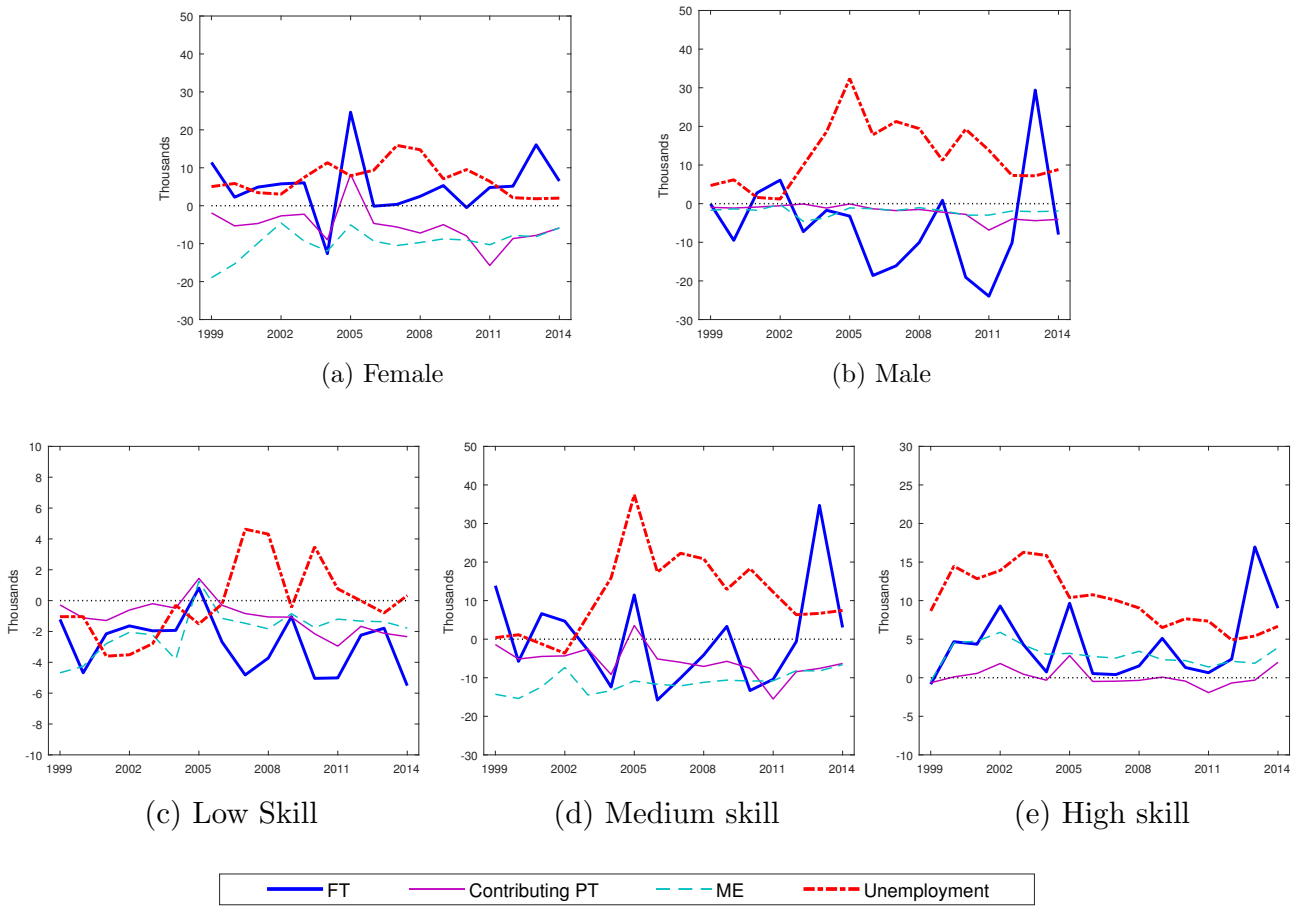 50
40
30
20
10
0
-10
-20
-30
Thousands
1999 2002 2005 2008 2011 2014
(a) Female
50
40
30
20
10
0
-10
-20
-30
Thousands
1999 2002 2005 2008 2011 2014
(b) Male
10
8
6
4
2
0
-2
-4
-6
-8
-10
Thousands
1999 2002 2005 2008 2011 2014
(c) Low Skill
50
40
30
20
10
0
-10
-20
-30
Thousands
1999 2002 2005 2008 2011 2014
(d) Medium skill
30
25
20
15
10
5
0
-5
-10
Thousands
1999 2002 2005 2008 2011 2014
(e) High skill
FT Contributing PT ME Unemployment